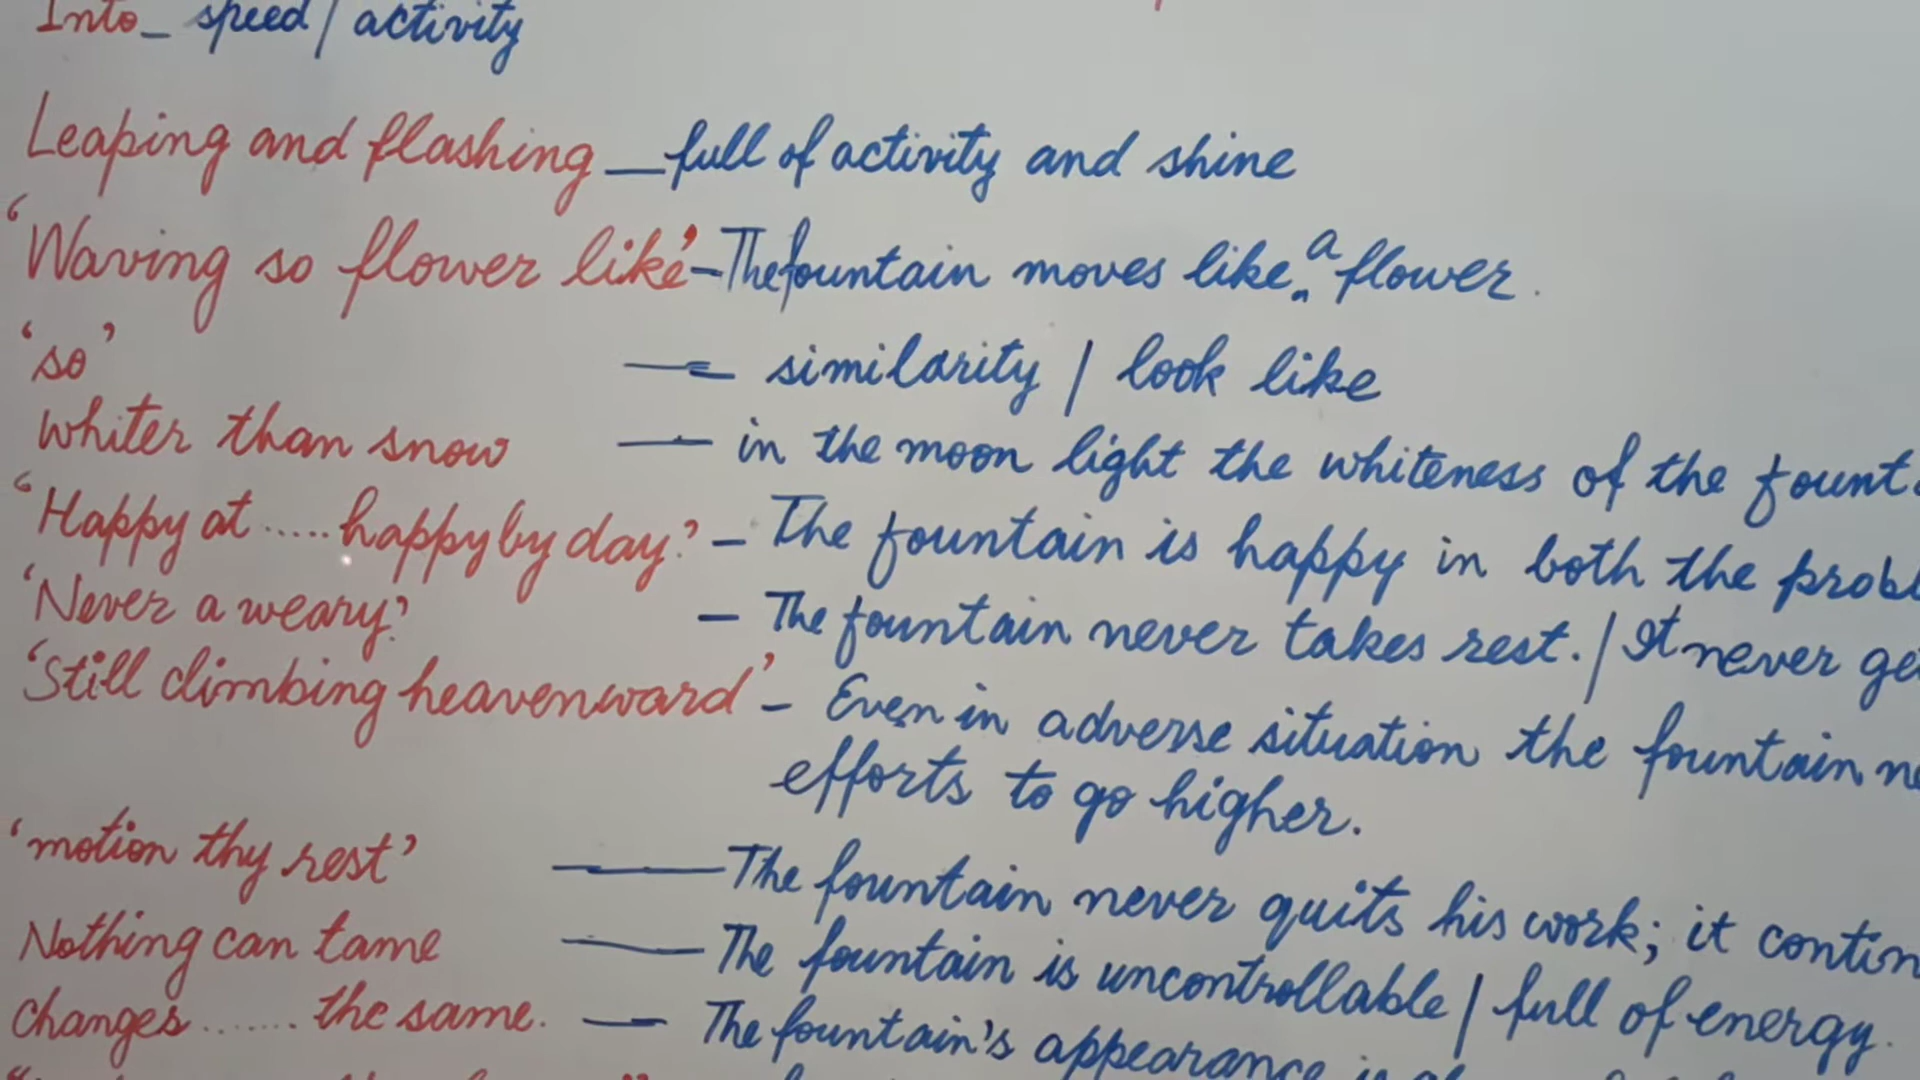 Into_ speed / activity
Leaping and flashing — full of activity and shine
'Waving so flower like' - The fountain moves like a flower.
'so' — similarity / look like
whiter than snow — in the moon light the whiteness of the
'Happy at ..... happy by day.' - The fountain is happy in both the
'Never a weary.' - The fountain never takes rest. / It never
'Still climbing heavenward' - Even in adverse situation the fountain
efforts to go higher.
'motion thy rest' — The fountain never quits his work; it
Nothing can tame — The fountain is uncontrollable / full of energy.
Changes ....... the same. — The fountain's appearance